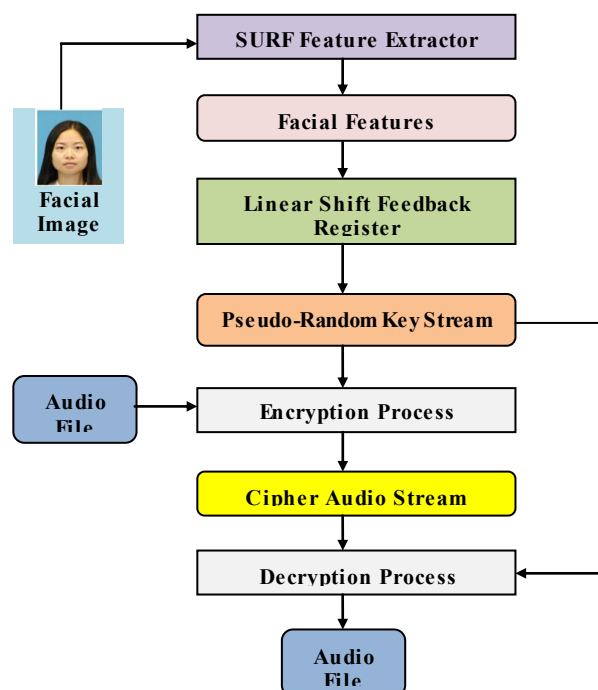 SURF Feature Extractor
Facial Features
Facial
Image
Linear Shift Feedback
Register
Pseudo-Random Key Stream
Audio
File
Encryption Process
Cipher Audio Stream
Decryption Process
Audio
File